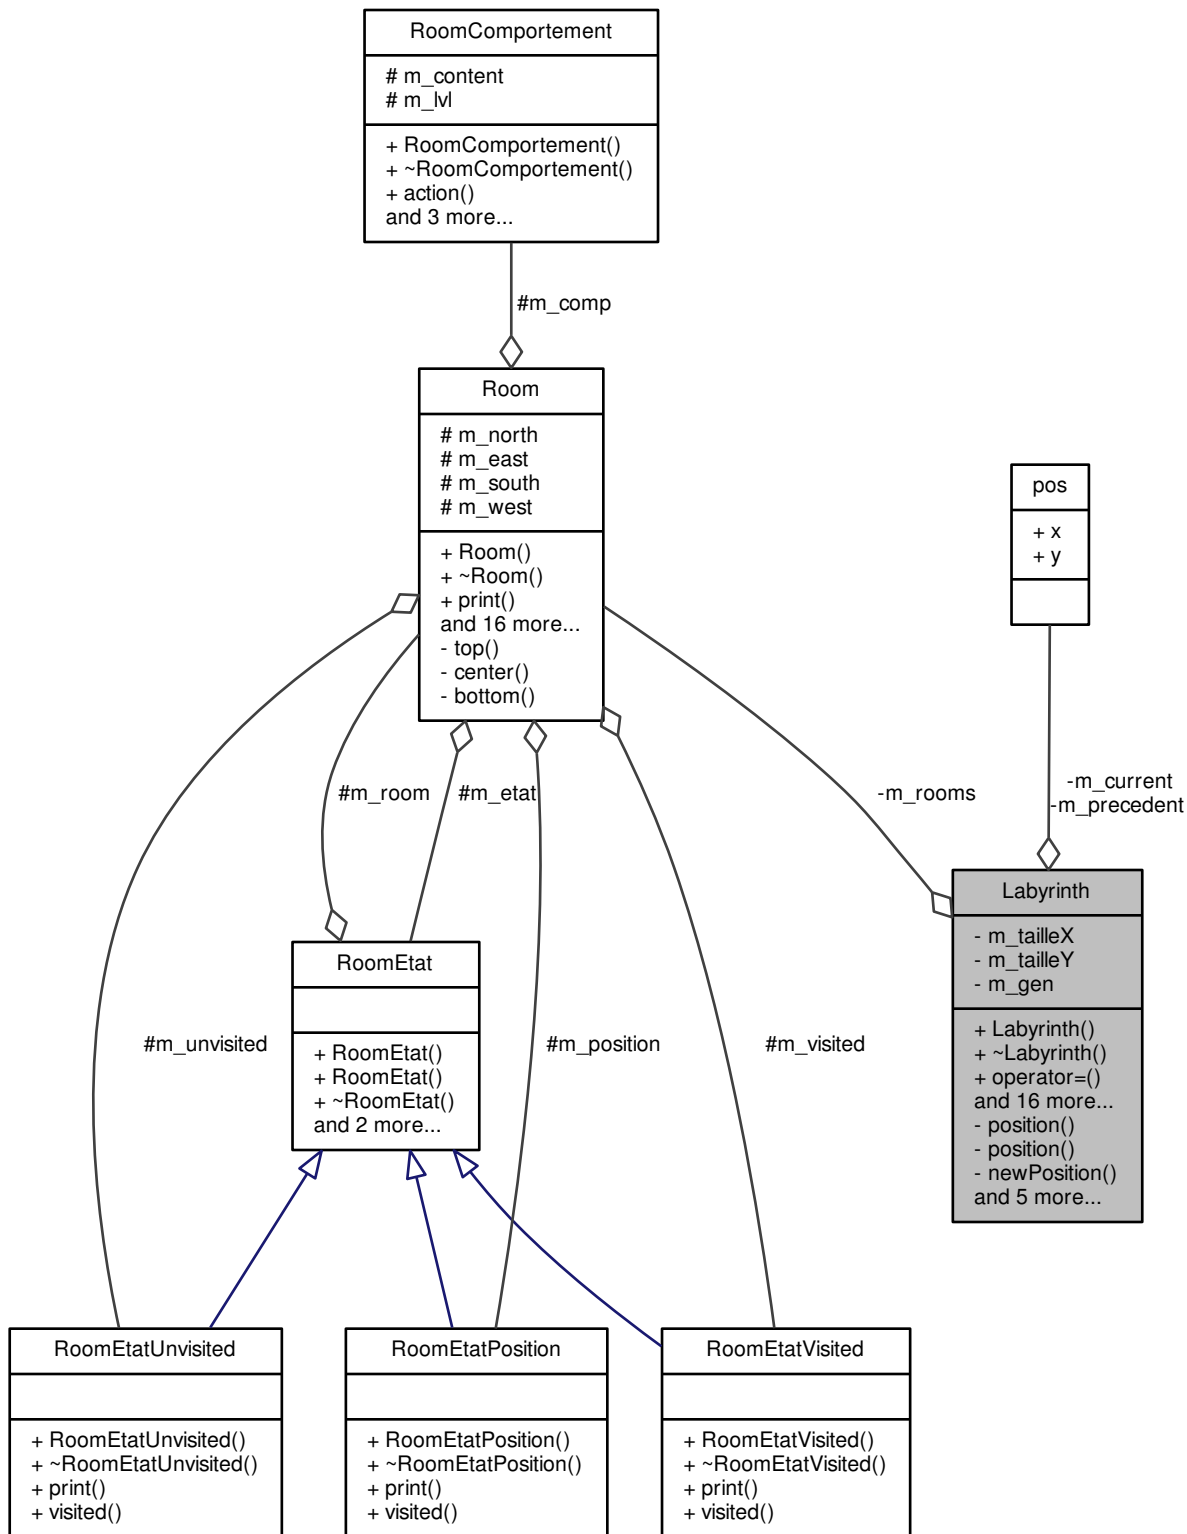 RoomComportement
# m_content
# m_lvl
+ RoomComportement()
+ ~RoomComportement()
+ action()
and 3 more...
#m_comp
Room
# m_north
# m_east
# m_south
# m_west
+ Room()
+ ~Room()
+ print()
and 16 more...
- top()
- center()
- bottom()
pos
+ x
+ y
#m_room
#m_etat
-m_rooms
-m_current
-m_precedent
Labyrinth
- m_tailleX
- m_tailleY
- m_gen
+ Labyrinth()
+ ~Labyrinth()
+ operator=()
and 16 more...
- position()
- position()
- newPosition()
and 5 more...
RoomEtat
+ RoomEtat()
+ RoomEtat()
+ ~RoomEtat()
and 2 more...
#m_unvisited
#m_position
#m_visited
RoomEtatUnvisited
+ RoomEtatUnvisited()
+ ~RoomEtatUnvisited()
+ print()
+ visited()
RoomEtatPosition
+ RoomEtatPosition()
+ ~RoomEtatPosition()
+ print()
+ visited()
RoomEtatVisited
+ RoomEtatVisited()
+ ~RoomEtatVisited()
+ print()
+ visited()